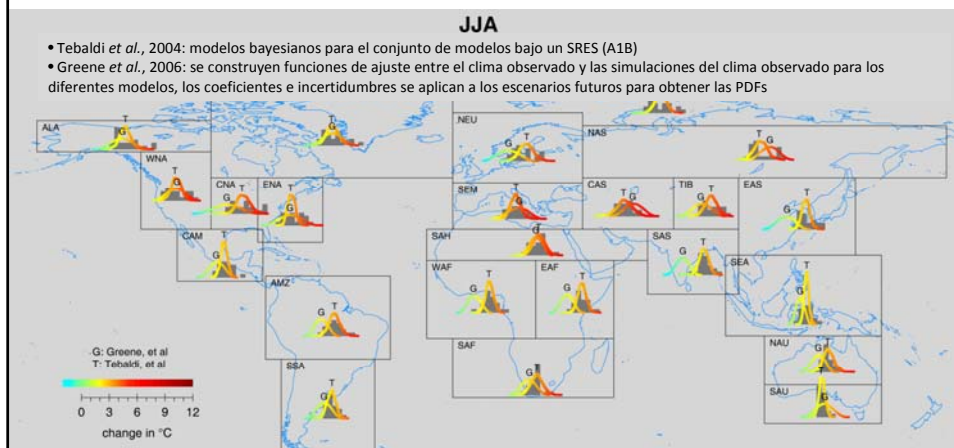 JJA
• Tebaldi et al., 2004: modelos bayesianos para el conjunto de modelos bajo un SRES (A1B)
• Greene et al., 2006: se construyen funciones de ajuste entre el clima observado y las simulaciones del clima observado para los
diferentes modelos, los coeficientes e incertidumbres se aplican a los escenarios futuros para obtener las PDFs
ALA
T
G
G
NEU
T
G
NAS
T
G
WNA
T
G
CNA
T
G
ENA
T
G
SEM
T
G
CAS
T
G
TIB
T
G
EAS
T
G
CAM
T
G
SAH
T
G
SAS
T
G
SEA
T
G
WAF
T
G
EAF
T
G
AMZ
T
G
NAU
G T
SAF
T
G
SSA
T
G
SAU
T
G
G: Greene, et al
T: Tebaldi, et al
0 3 6 9 12
change in °C